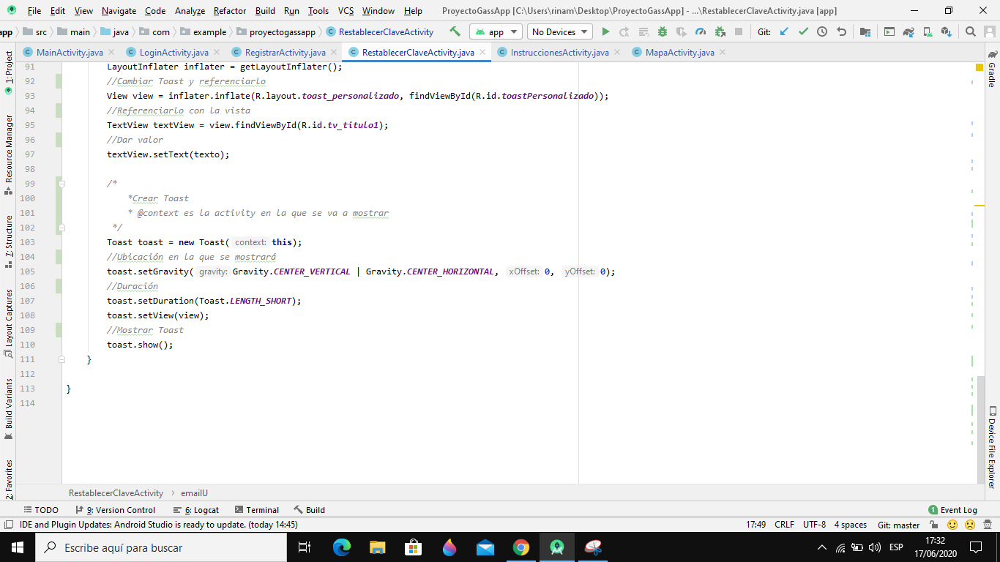 File Edit View Navigate Code Analyze Refactor Build Run Tools VCS Window Help ProyectoGassApp [C:\Users\rinam\Desktop\ProyectoGassApp] - ...\RestablecerClaveActivity.java [app]
app src main java com example proyectogassapp RestablecerClaveActivity app No Devices Git:
MainActivity.java LoginActivity.java RegistrarActivity.java RestablecerClaveActivity.java InstruccionesActivity.java MapaActivity.java
91 LayoutInflater inflater = getLayoutInflater();
92 //Cambiar Toast y referenciarlo
93 View view = inflater.inflate(R.layout.toast_personalizado, findViewById(R.id.toastPersonalizado));
94 //Referenciarlo con la vista
95 TextView textView = view.findViewById(R.id.tv_titulo1);
96 //Dar valor
97 textView.setText(texto);
98
99 /*
100 *Crear Toast
101 * @context es la activity en la que se va a mostrar
102 */
103 Toast toast = new Toast( context: this);
104 //Ubicación en la que se mostrará
105 toast.setGravity( gravity: Gravity.CENTER_VERTICAL | Gravity.CENTER_HORIZONTAL, xOffset: 0, yOffset: 0);
106 //Duración
107 toast.setDuration(Toast.LENGTH_SHORT);
108 toast.setView(view);
109 //Mostrar Toast
110 toast.show();
111 }
112
113 }
114
1: Project
Resource Manager
7: Structure
Layout Captures
Build Variants
2: Favorites
Gradle
Device File Explorer
RestablecerClaveActivity emailU
TODO 9: Version Control 6: Logcat Terminal Build 1 Event Log
IDE and Plugin Updates: Android Studio is ready to update. (today 14:45) 17:49 CRLF UTF-8 4 spaces Git: master
Escribe aquí para buscar ESP 17:32
17/06/2020